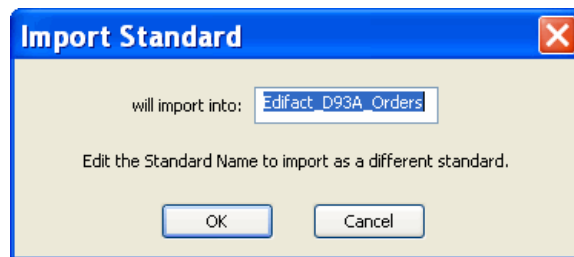 Import Standard
will import into: Edifact_D93A_Orders
Edit the Standard Name to import as a different standard.
OK Cancel